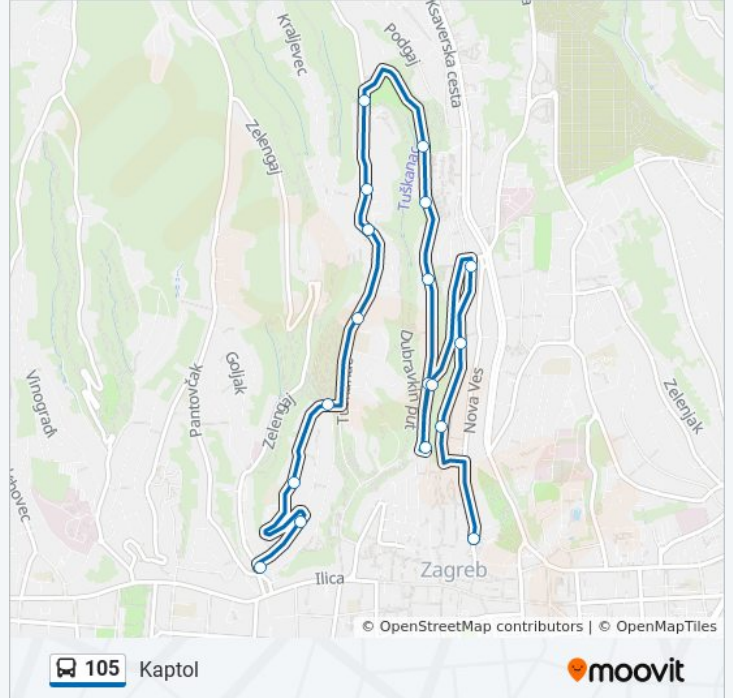 Kraljevec
Podgaj
Ksaverska cesta
Zelengaj
Tuškanac
Dubravkin put
Nova Ves
Pantovčak
Goljak
Zelengaj
Vinogradi
Zelenjak
Zagreb
Ilica
© OpenStreetMap contributors | © OpenMapTiles
105 Kaptol
moovit